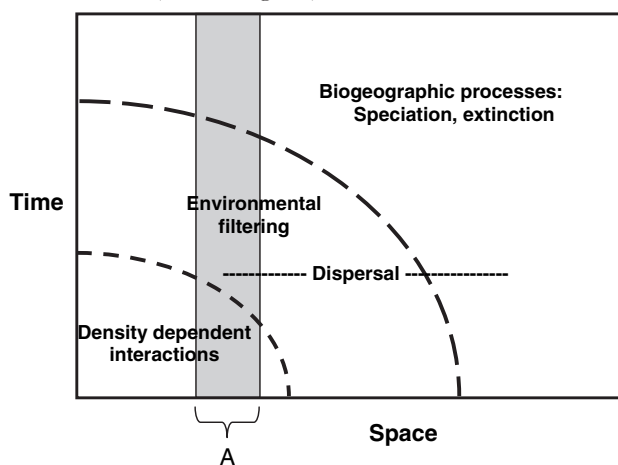 Biogeographic processes:
Speciation, extinction
Time
Environmental
filtering
Dispersal
Density dependent
interactions
Space
A